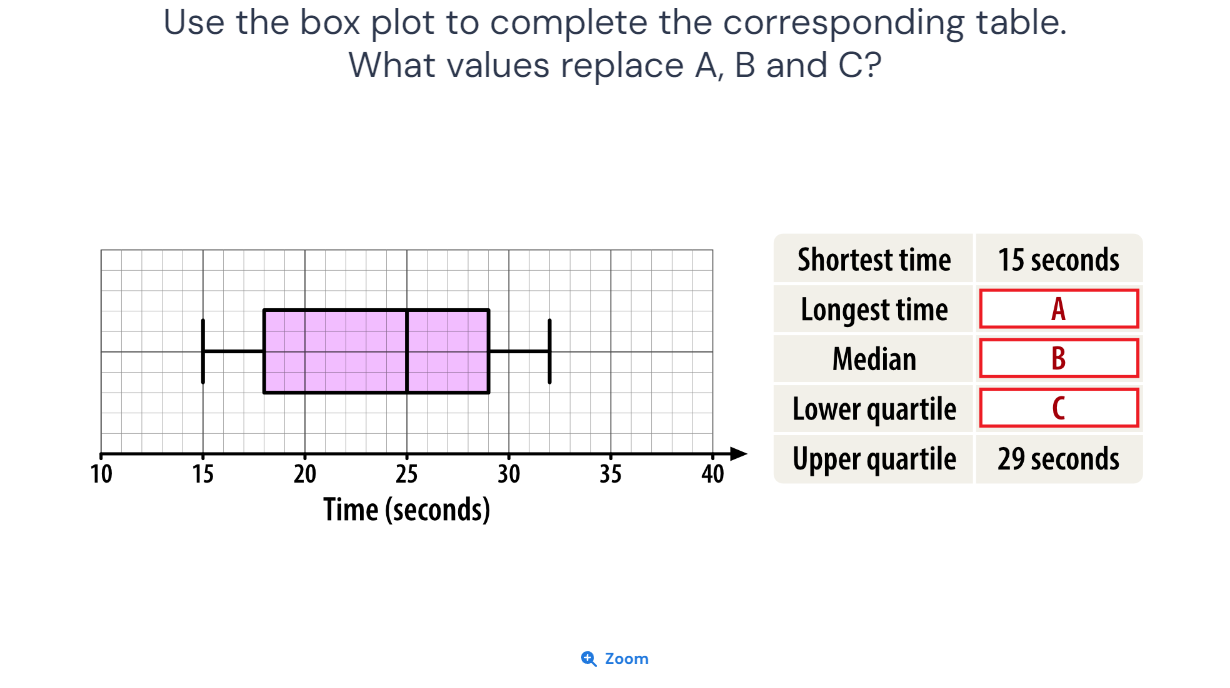 Use the box plot to complete the corresponding table.
What values replace A, B and C?
Shortest time 15 seconds
Longest time A
Median B
Lower quartile C
Upper quartile 29 seconds
10 15 20 25 30 35 40
Time (seconds)
Zoom